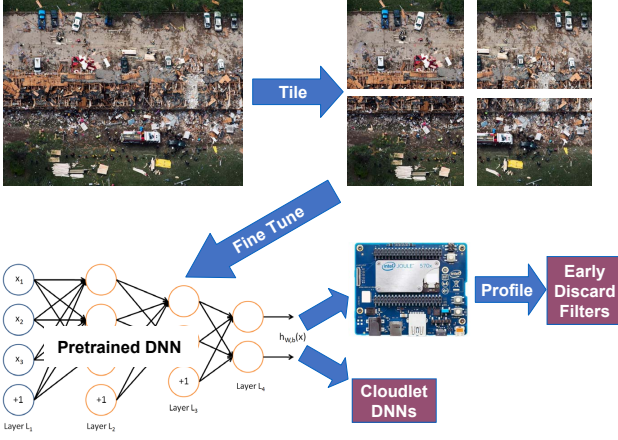 Tile
Fine Tune
x₁
x₂
x₃
+1
+1
+1
Pretrained DNN
h_{W,b}(x)
Layer L₁
Layer L₂
Layer L₃
Layer L₄
intel JOULE 570x
Profile
Early
Discard
Filters
Cloudlet
DNNs